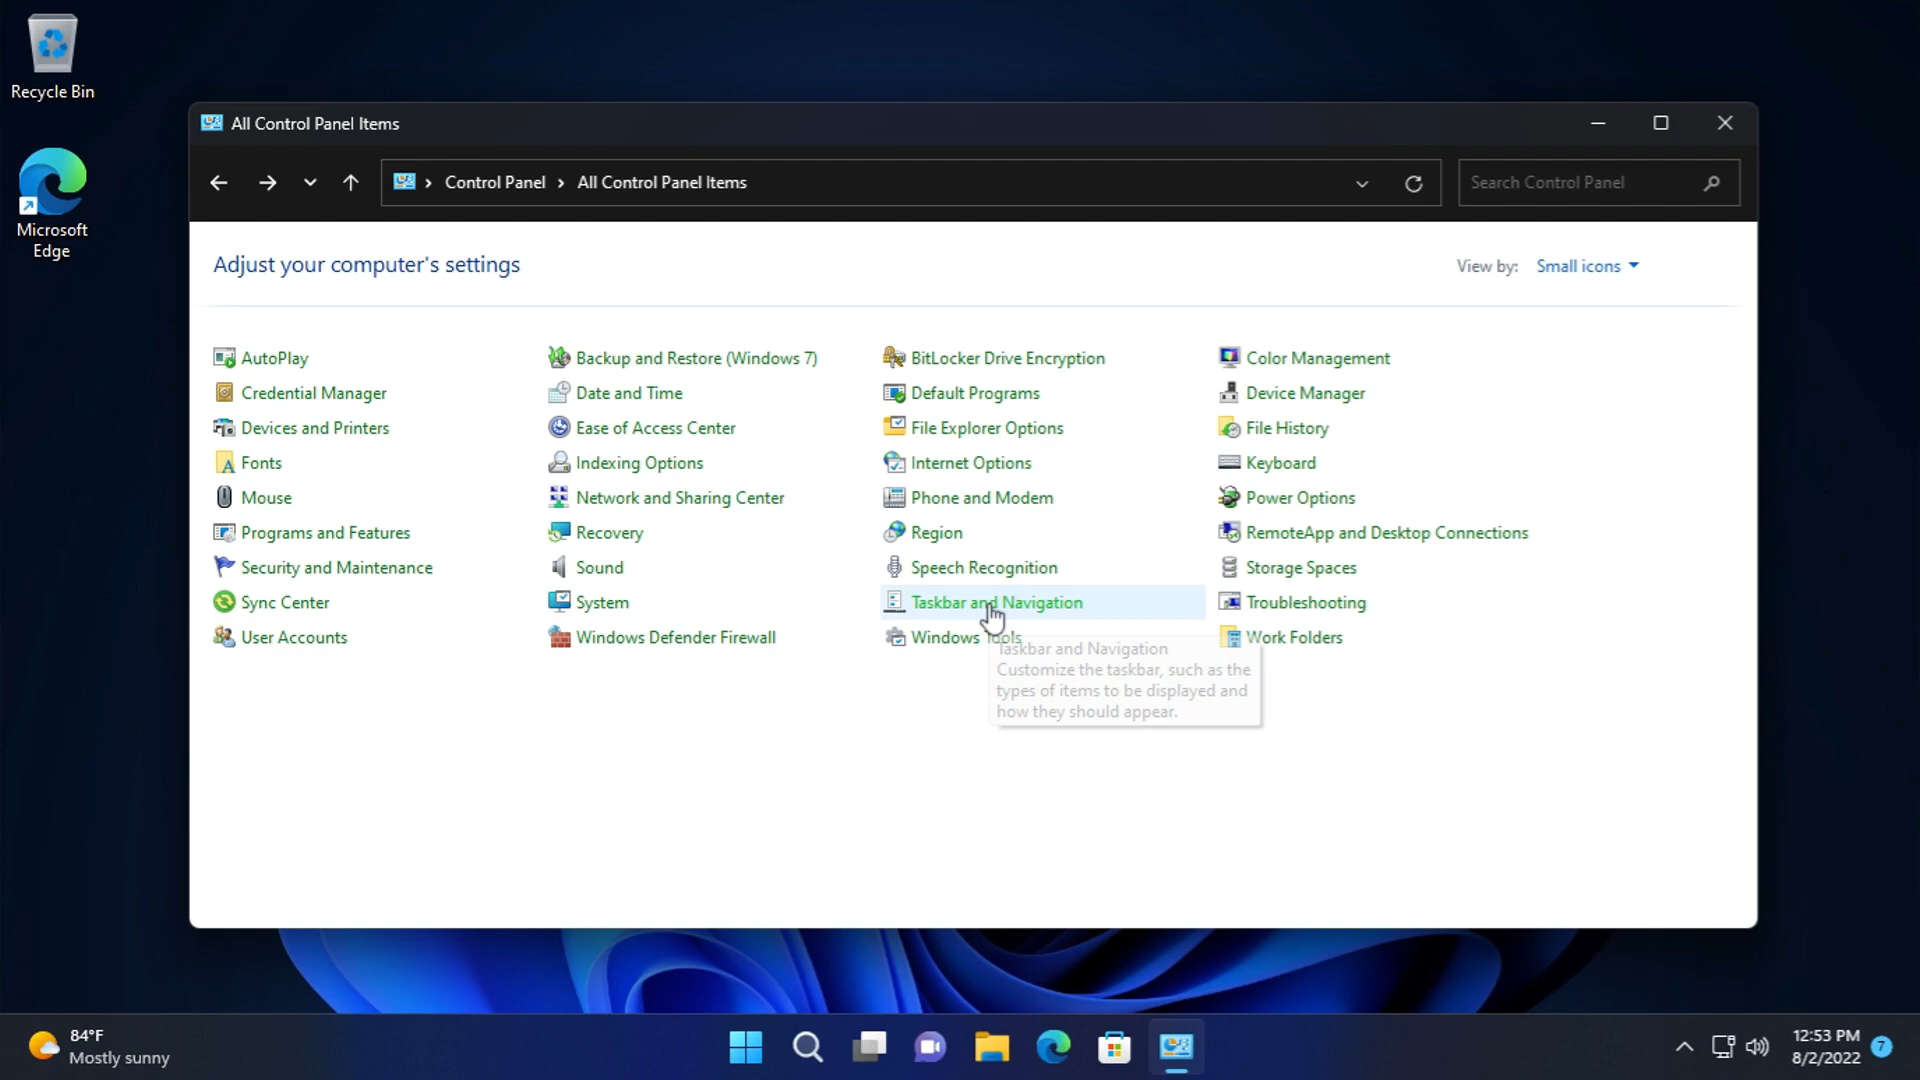 Recycle Bin
Microsoft
Edge
All Control Panel Items
Control Panel
All Control Panel Items
Search Control Panel
Adjust your computer's settings
View by:
Small icons
AutoPlay
Backup and Restore (Windows 7)
BitLocker Drive Encryption
Color Management
Credential Manager
Date and Time
Default Programs
Device Manager
Devices and Printers
Ease of Access Center
File Explorer Options
File History
Fonts
Indexing Options
Internet Options
Keyboard
Mouse
Network and Sharing Center
Phone and Modem
Power Options
Programs and Features
Recovery
Region
RemoteApp and Desktop Connections
Security and Maintenance
Sound
Speech Recognition
Storage Spaces
Sync Center
System
Taskbar and Navigation
Troubleshooting
User Accounts
Windows Defender Firewall
Windows Tools
Work Folders
Taskbar and Navigation
Customize the taskbar, such as the
types of items to be displayed and
how they should appear.
84°F
Mostly sunny
12:53 PM
8/2/2022
7